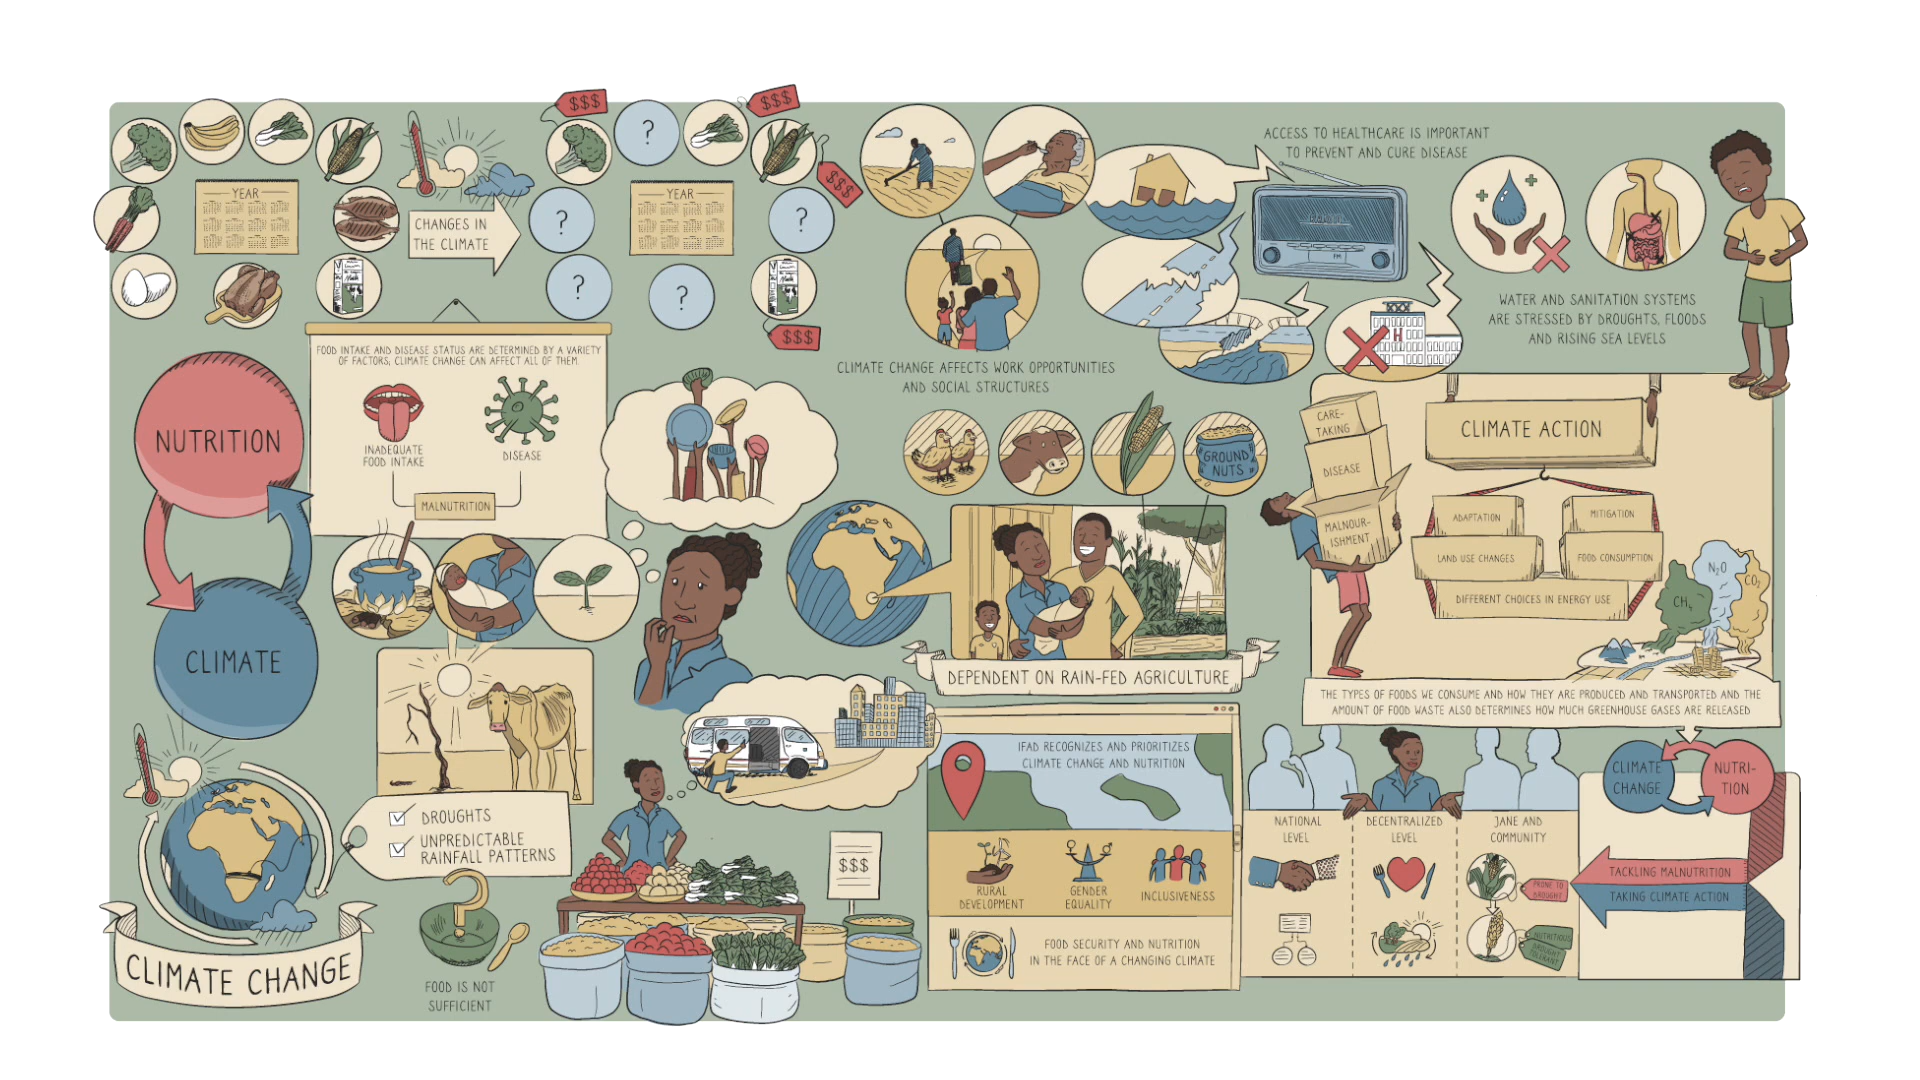 YEAR
CHANGES IN
THE CLIMATE
$$$
?
$$$
$$$
?
YEAR
?
?
?
$$$
FOOD INTAKE AND DISEASE STATUS ARE DETERMINED BY A VARIETY
OF FACTORS; CLIMATE CHANGE CAN AFFECT ALL OF THEM.
INADEQUATE
FOOD INTAKE
DISEASE
MALNUTRITION
NUTRITION
CLIMATE
CLIMATE CHANGE AFFECTS WORK OPPORTUNITIES
AND SOCIAL STRUCTURES
ACCESS TO HEALTHCARE IS IMPORTANT
TO PREVENT AND CURE DISEASE
FM
H
WATER AND SANITATION SYSTEMS
ARE STRESSED BY DROUGHTS, FLOODS
AND RISING SEA LEVELS
GROUND
NUTS
DEPENDENT ON RAIN-FED AGRICULTURE
CARE-
TAKING
DISEASE
MALNOUR-
ISHMENT
CLIMATE ACTION
ADAPTATION
MITIGATION
LAND USE CHANGES
FOOD CONSUMPTION
DIFFERENT CHOICES IN ENERGY USE
CH4
N2O
CO2
THE TYPES OF FOODS WE CONSUME AND HOW THEY ARE PRODUCED AND TRANSPORTED AND THE
AMOUNT OF FOOD WASTE ALSO DETERMINES HOW MUCH GREENHOUSE GASES ARE RELEASED
CLIMATE CHANGE
DROUGHTS
UNPREDICTABLE
RAINFALL PATTERNS
?
FOOD IS NOT
SUFFICIENT
$$$
IFAD RECOGNIZES AND PRIORITIZES
CLIMATE CHANGE AND NUTRITION
RURAL
DEVELOPMENT
GENDER
EQUALITY
INCLUSIVENESS
FOOD SECURITY AND NUTRITION
IN THE FACE OF A CHANGING CLIMATE
NATIONAL
LEVEL
DECENTRALIZED
LEVEL
JANE AND
COMMUNITY
PRONE TO
DROUGHT
NUTRITIOUS
DROUGHT
TOLERANT
CLIMATE
CHANGE
NUTRI-
TION
TACKLING MALNUTRITION
TAKING CLIMATE ACTION